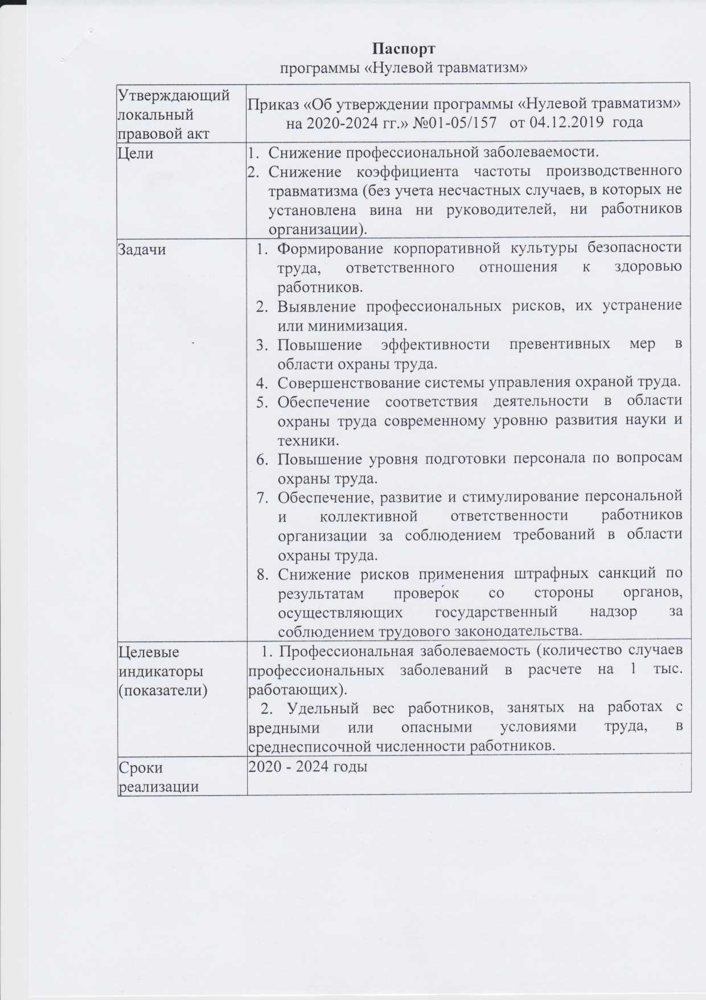 Паспорт
программы «Нулевой травматизм»
Утверждающий
локальный
правовой акт
Приказ «Об утверждении программы «Нулевой травматизм»
на 2020-2024 гг.» №01-05/157 от 04.12.2019 года
Цели
1. Снижение профессиональной заболеваемости.
2. Снижение коэффициента частоты производственного
травматизма (без учета несчастных случаев, в которых не
установлена вина ни руководителей, ни работников
организации).
Задачи
1. Формирование корпоративной культуры безопасности
труда, ответственного отношения к здоровью
работников.
2. Выявление профессиональных рисков, их устранение
или минимизация.
3. Повышение эффективности превентивных мер в
области охраны труда.
4. Совершенствование системы управления охраной труда.
5. Обеспечение соответствия деятельности в области
охраны труда современному уровню развития науки и
техники.
6. Повышение уровня подготовки персонала по вопросам
охраны труда.
7. Обеспечение, развитие и стимулирование персональной
и коллективной ответственности работников
организации за соблюдением требований в области
охраны труда.
8. Снижение рисков применения штрафных санкций по
результатам проверок со стороны органов,
осуществляющих государственный надзор за
соблюдением трудового законодательства.
Целевые
индикаторы
(показатели)
1. Профессиональная заболеваемость (количество случаев
профессиональных заболеваний в расчете на 1 тыс.
работающих).
2. Удельный вес работников, занятых на работах с
вредными или опасными условиями труда, в
среднесписочной численности работников.
Сроки
реализации
2020 - 2024 годы